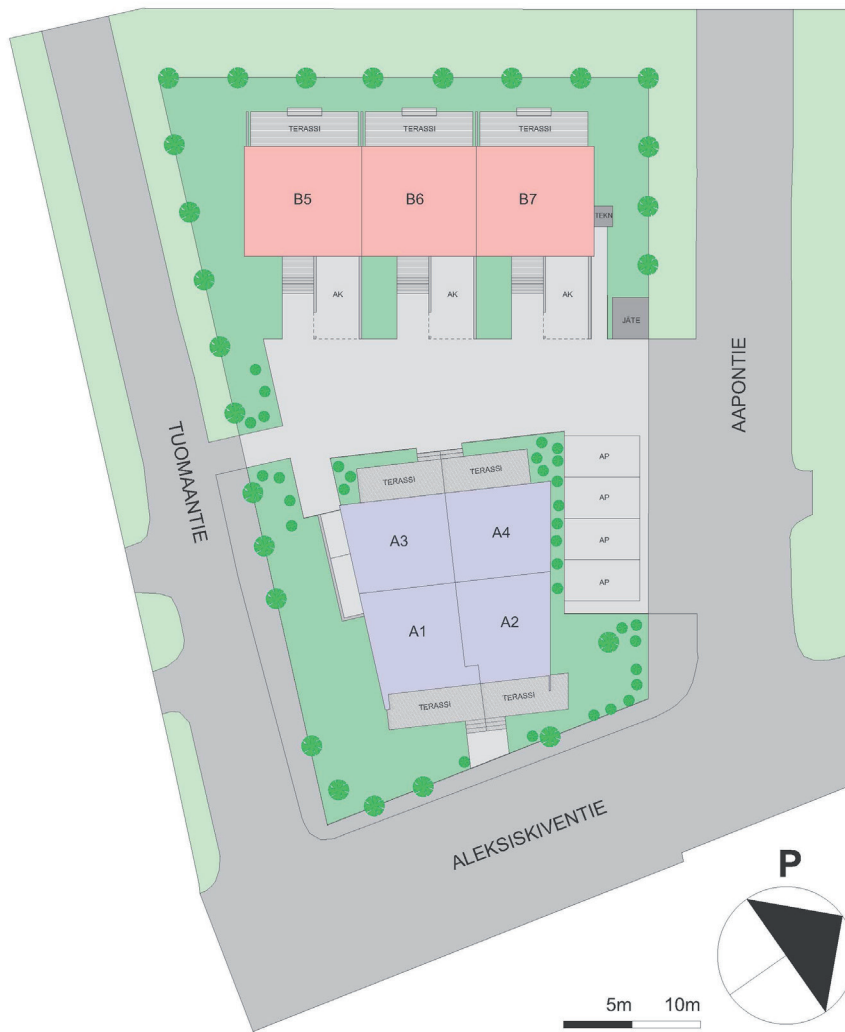 TERASSI TERASSI TERASSI
B5 B6 B7
TEKN
AK AK AK
JÄTE
AAPONTIE
TUOMAANTIE
AP
TERASSI TERASSI
AP
A3 A4
AP
AP
A1 A2
TERASSI TERASSI
ALEKSISKIVENTIE
P
5m 10m